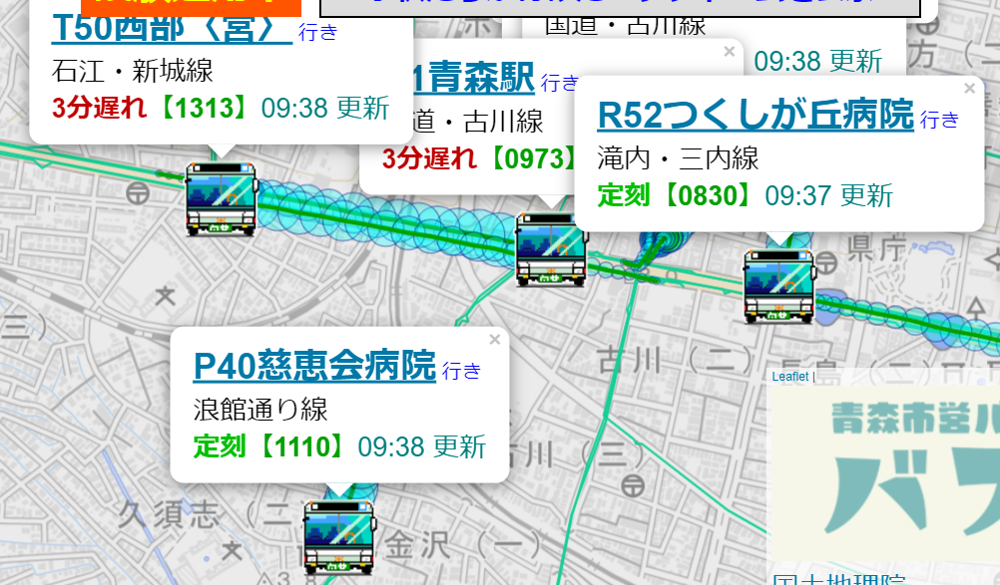 T50西部〈営〉 行き
石江・新城線
3分遅れ【1313】09:38 更新
国道・古川線
09:38 更新
×
1青森駅 行き
道・古川線
3分遅れ【0973】
×
R52つくしが丘病院 行き
滝内・三内線
定刻【0830】09:37 更新
県庁
×
P40慈恵会病院 行き
浪館通り線
定刻【1110】09:38 更新
三）
古川（二）
長島（二）
Leaflet |
青森市営バ
バス
古川（三）
久須志（二
金沢（一）
国土地理院